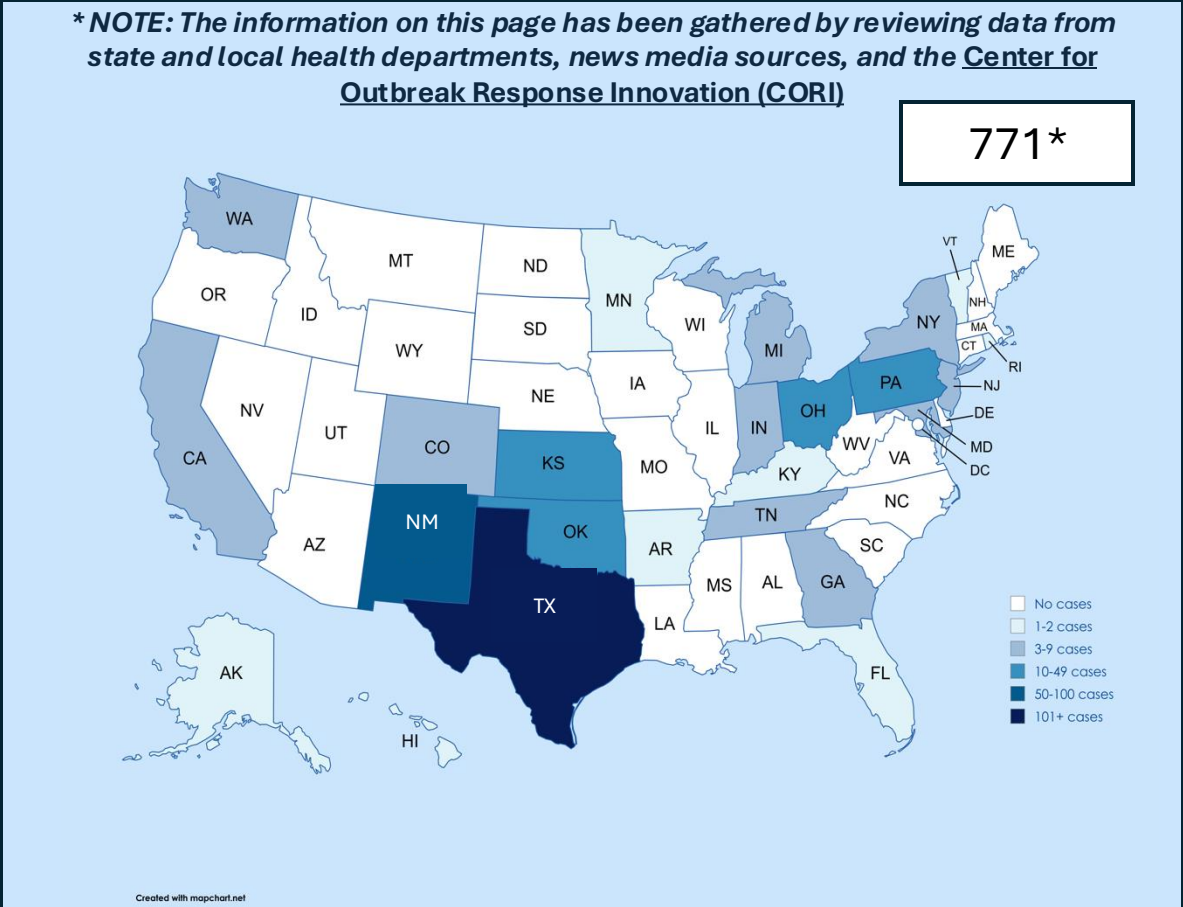 * NOTE: The information on this page has been gathered by reviewing data from
state and local health departments, news media sources, and the Center for
Outbreak Response Innovation (CORI)
771*
WA
OR
CA
NV
ID
MT
WY
UT
AZ
CO
NM
ND
SD
NE
KS
OK
TX
MN
IA
MO
AR
LA
WI
IL
MS
MI
IN
KY
TN
AL
OH
WV
VA
NC
SC
GA
FL
PA
NY
VT
NH
ME
MA
CT
RI
NJ
DE
MD
DC
AK
HI
No cases
1-2 cases
3-9 cases
10-49 cases
50-100 cases
101+ cases
Created with mapchart.net